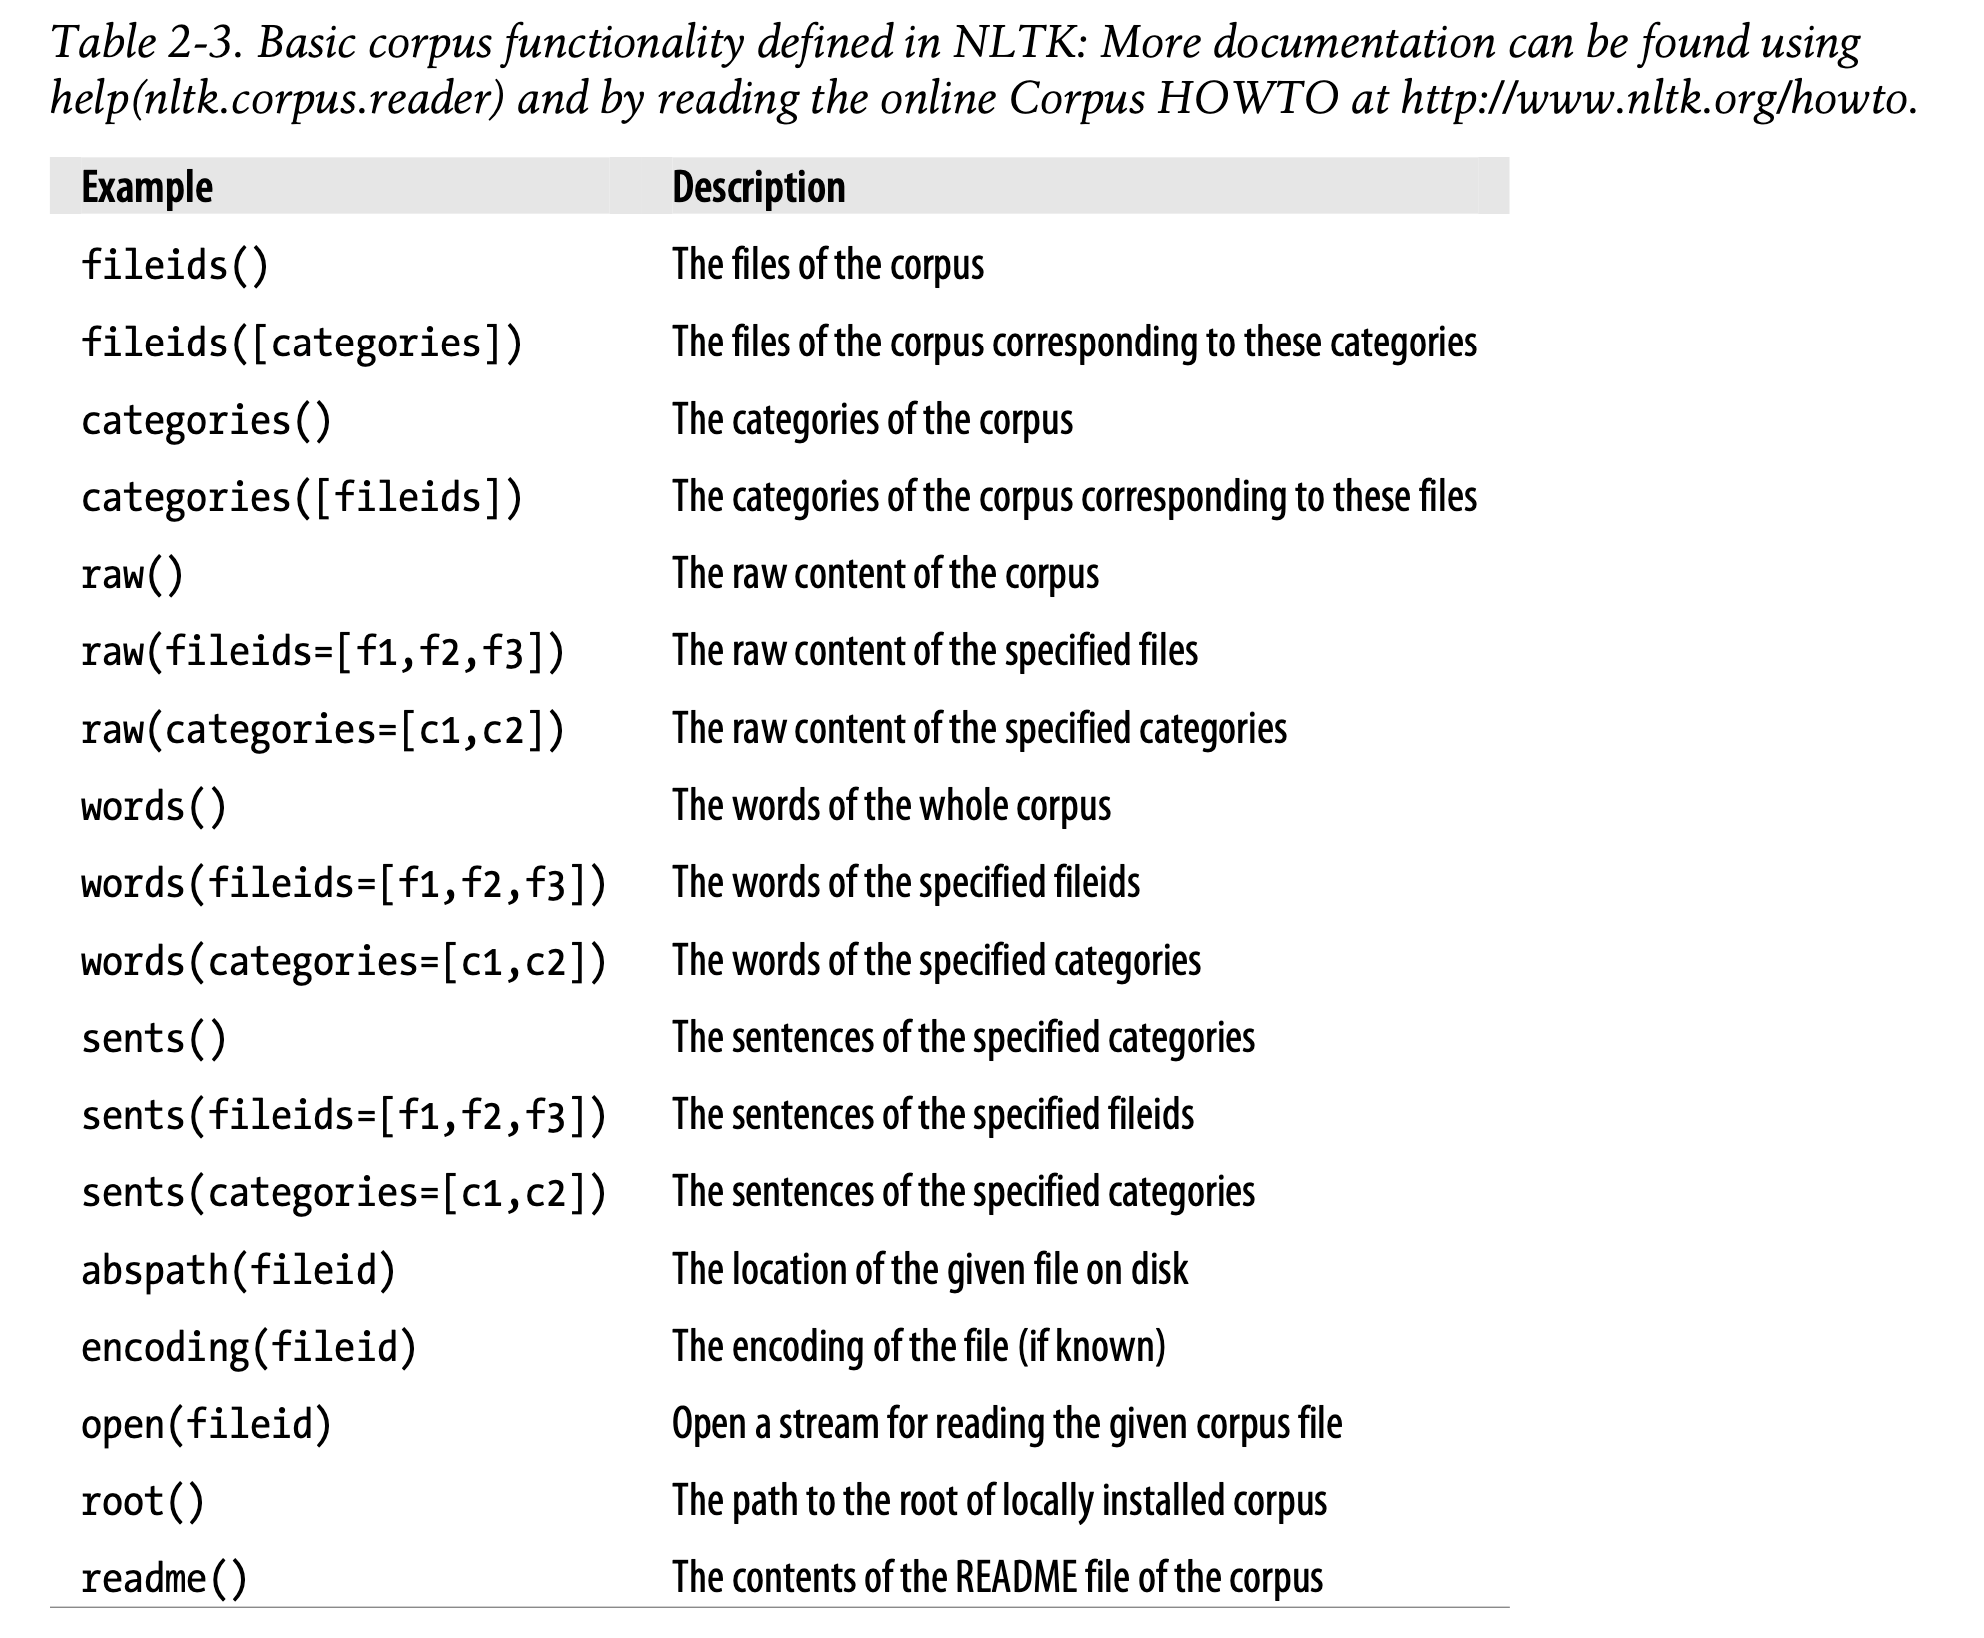 Table 2-3. Basic corpus functionality defined in NLTK: More documentation can be found using
help(nltk.corpus.reader) and by reading the online Corpus HOWTO at http://www.nltk.org/howto.
Example Description
fileids() The files of the corpus
fileids([categories]) The files of the corpus corresponding to these categories
categories() The categories of the corpus
categories([fileids]) The categories of the corpus corresponding to these files
raw() The raw content of the corpus
raw(fileids=[f1,f2,f3]) The raw content of the specified files
raw(categories=[c1,c2]) The raw content of the specified categories
words() The words of the whole corpus
words(fileids=[f1,f2,f3]) The words of the specified fileids
words(categories=[c1,c2]) The words of the specified categories
sents() The sentences of the specified categories
sents(fileids=[f1,f2,f3]) The sentences of the specified fileids
sents(categories=[c1,c2]) The sentences of the specified categories
abspath(fileid) The location of the given file on disk
encoding(fileid) The encoding of the file (if known)
open(fileid) Open a stream for reading the given corpus file
root() The path to the root of locally installed corpus
readme() The contents of the README file of the corpus